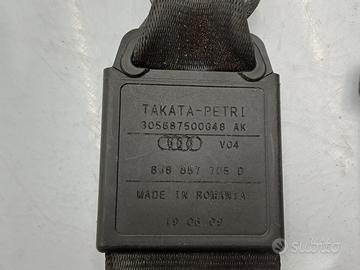 TAKATA-PETRI
305687500G48 AK
V04
8J8 857 705 D
MADE IN ROMANIA
19 06 09
subito